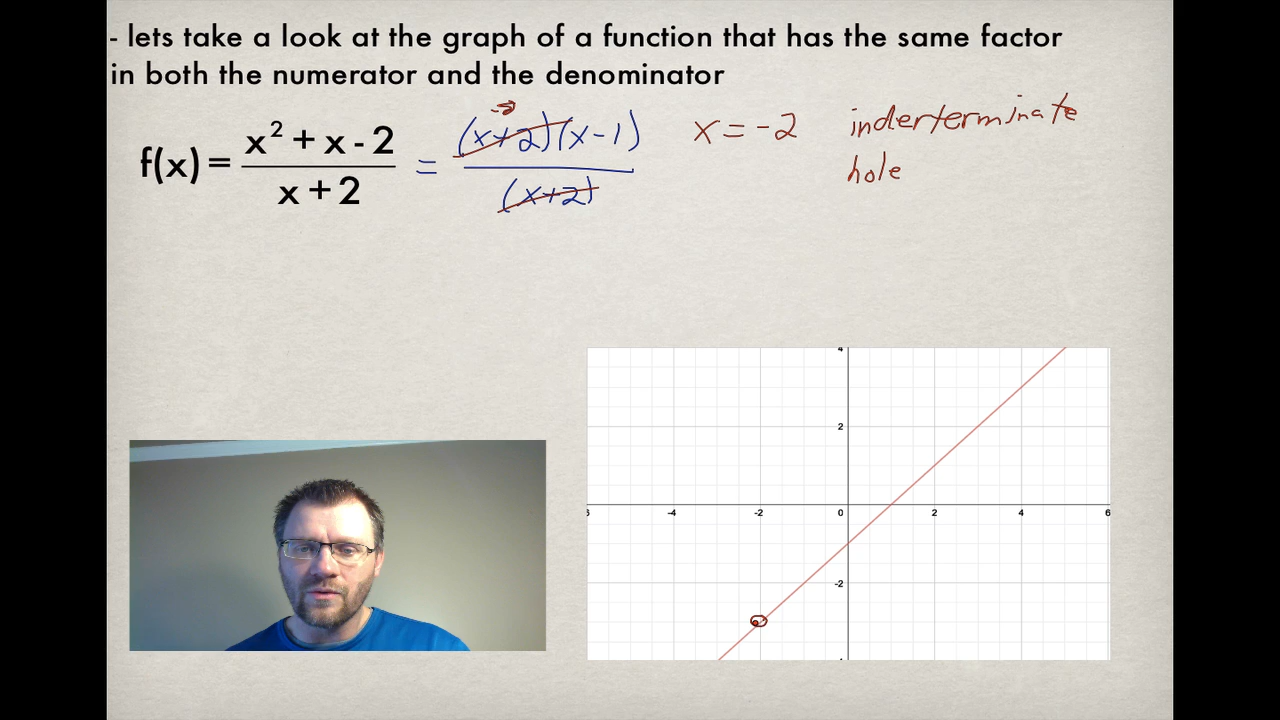 - lets take a look at the graph of a function that has the same factor
in both the numerator and the denominator
f(x) = x² + x - 2 / x + 2 = (x+2)(x-1) / (x+2) x = -2 inderterminate
hole
4
2
-4 -2 0 2 4 6
-2